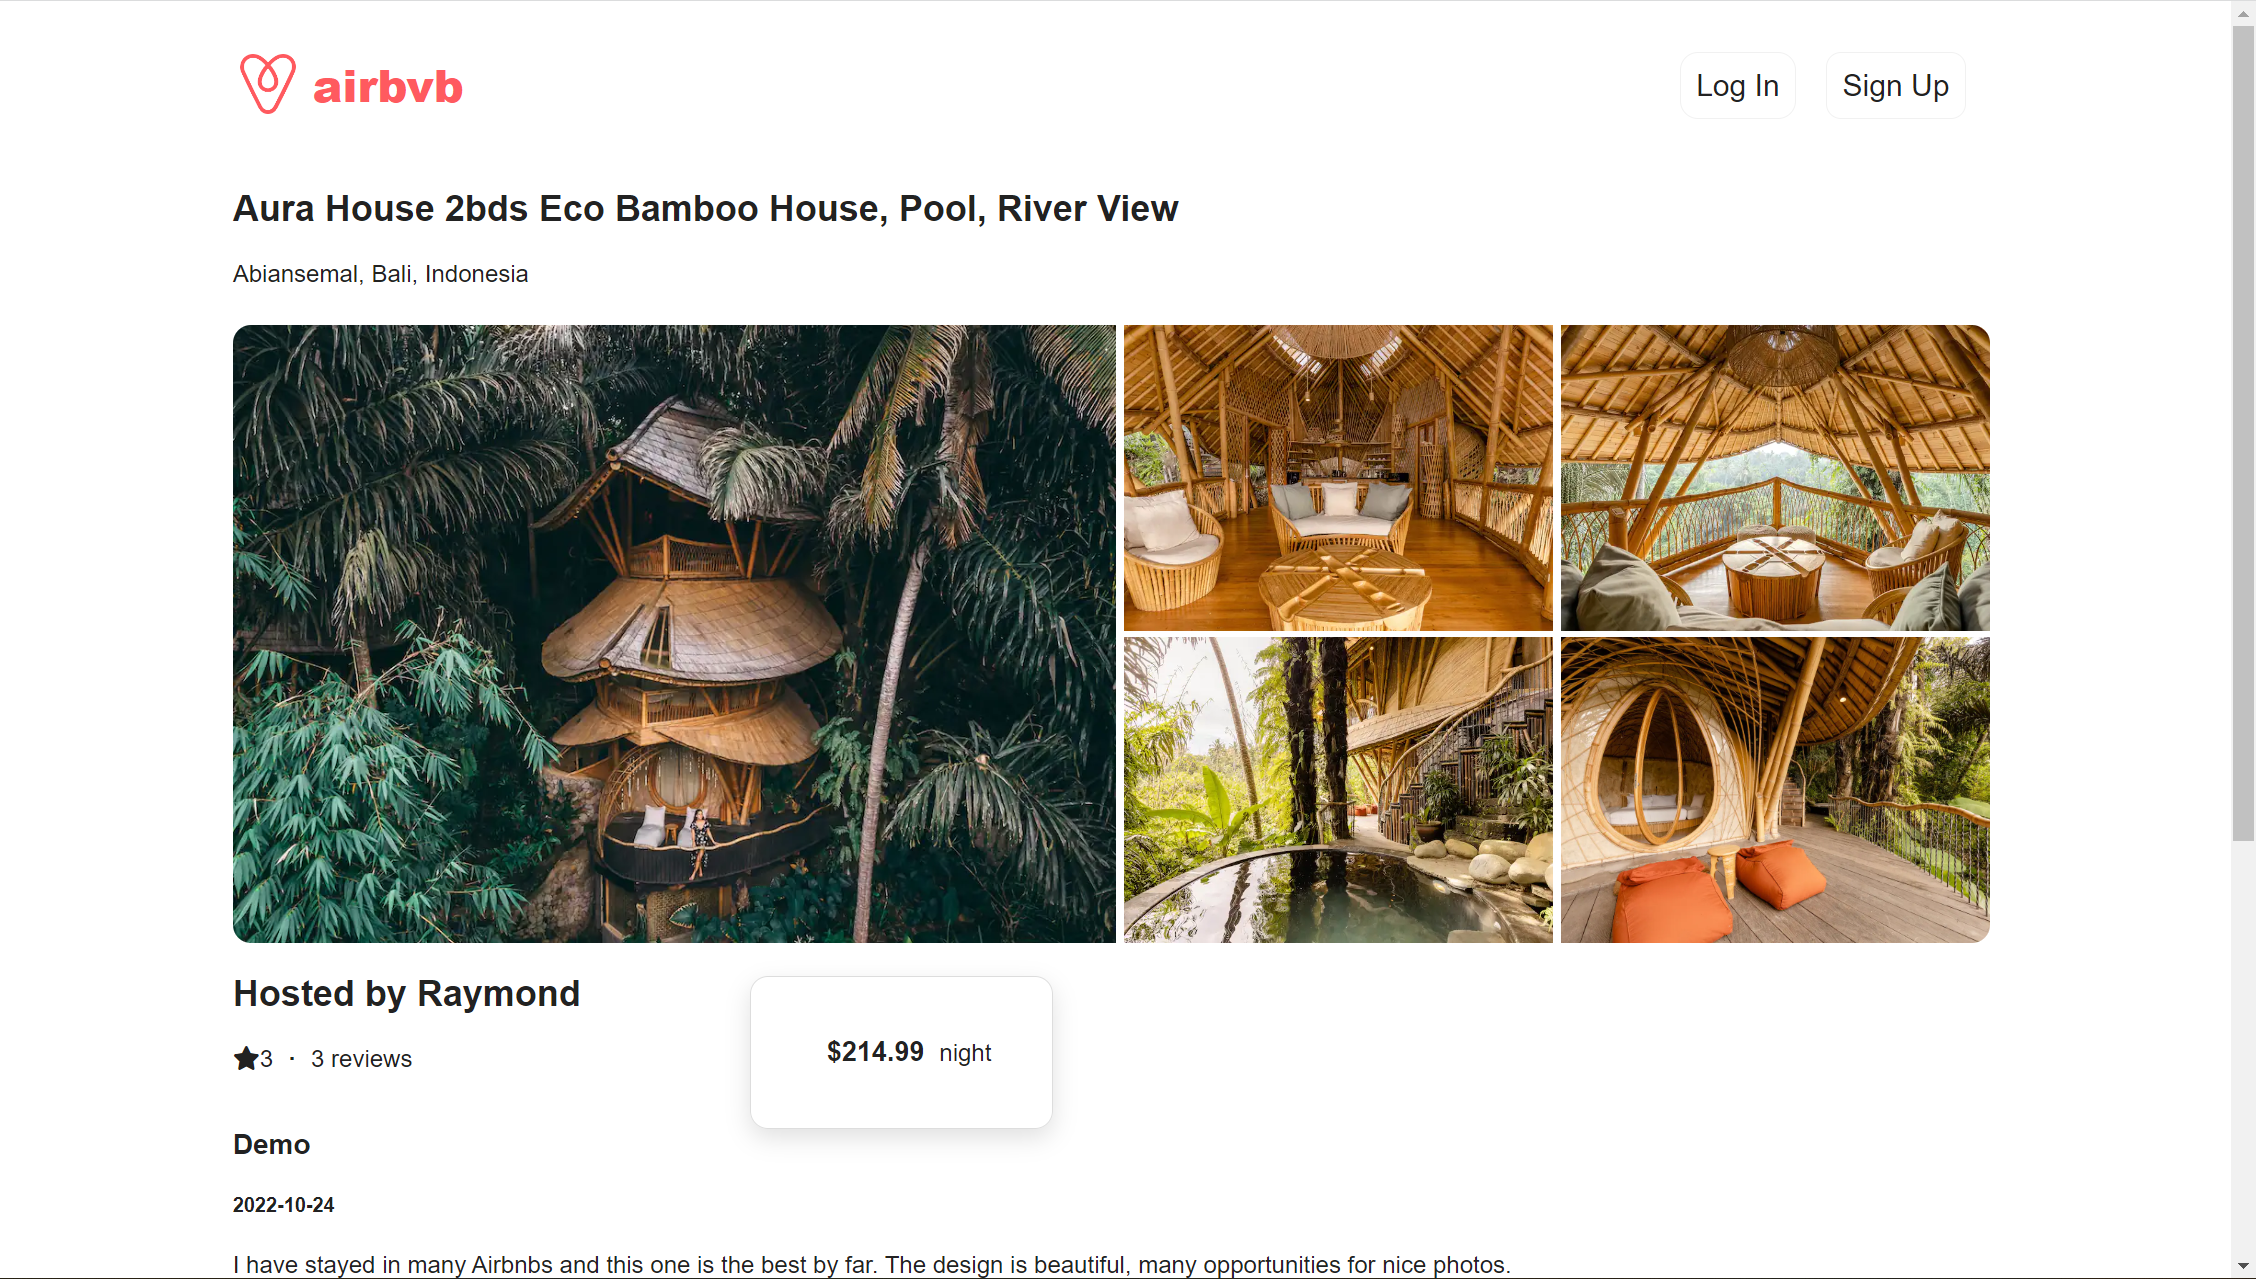 airbvb
Log In
Sign Up
Aura House 2bds Eco Bamboo House, Pool, River View
Abiansemal, Bali, Indonesia
Hosted by Raymond
3 · 3 reviews
$214.99 night
Demo
2022-10-24
I have stayed in many Airbnbs and this one is the best by far. The design is beautiful, many opportunities for nice photos.